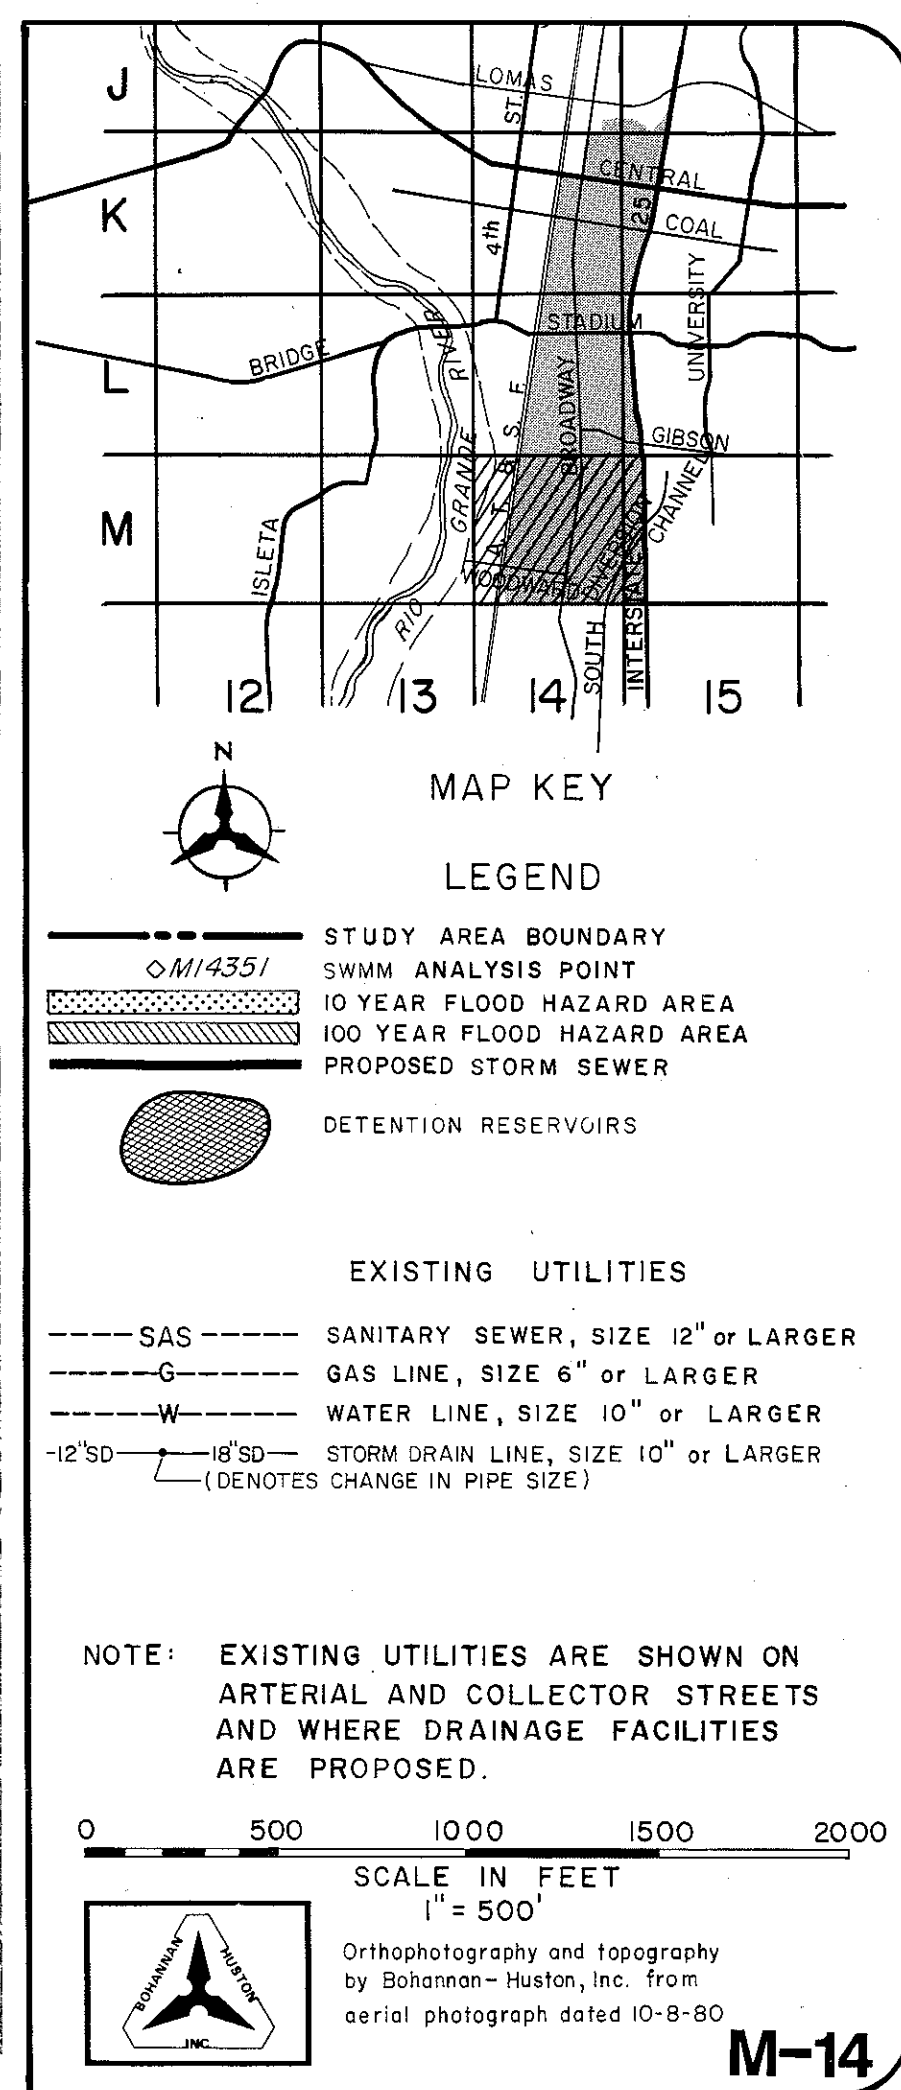 J
LOMAS
ST.
CENTRAL
K
25
COAL
4th
UNIVERSITY
STADIUM
RIVER
BRIDGE
L
BROADWAY
A. T. & S. F.
GIBSON
GRANDE
M
CHANNEL
DIVERSION
ISLETA
WOODWARD
INTERSTATE
RIO
SOUTH
12
13
14
15
N
MAP KEY
LEGEND
STUDY AREA BOUNDARY
◇M14351 SWMM ANALYSIS POINT
10 YEAR FLOOD HAZARD AREA
100 YEAR FLOOD HAZARD AREA
PROPOSED STORM SEWER
DETENTION RESERVOIRS
EXISTING UTILITIES
-----SAS----- SANITARY SEWER, SIZE 12" or LARGER
-----G----- GAS LINE, SIZE 6" or LARGER
-----W----- WATER LINE, SIZE 10" or LARGER
-12"SD 18"SD STORM DRAIN LINE, SIZE 10" or LARGER
(DENOTES CHANGE IN PIPE SIZE)
NOTE: EXISTING UTILITIES ARE SHOWN ON
ARTERIAL AND COLLECTOR STREETS
AND WHERE DRAINAGE FACILITIES
ARE PROPOSED.
0 500 1000 1500 2000
SCALE IN FEET
1" = 500'
BOHANNAN
HUSTON
INC.
Orthophotography and topography
by Bohannan-Huston, Inc. from
aerial photograph dated 10-8-80
M-14